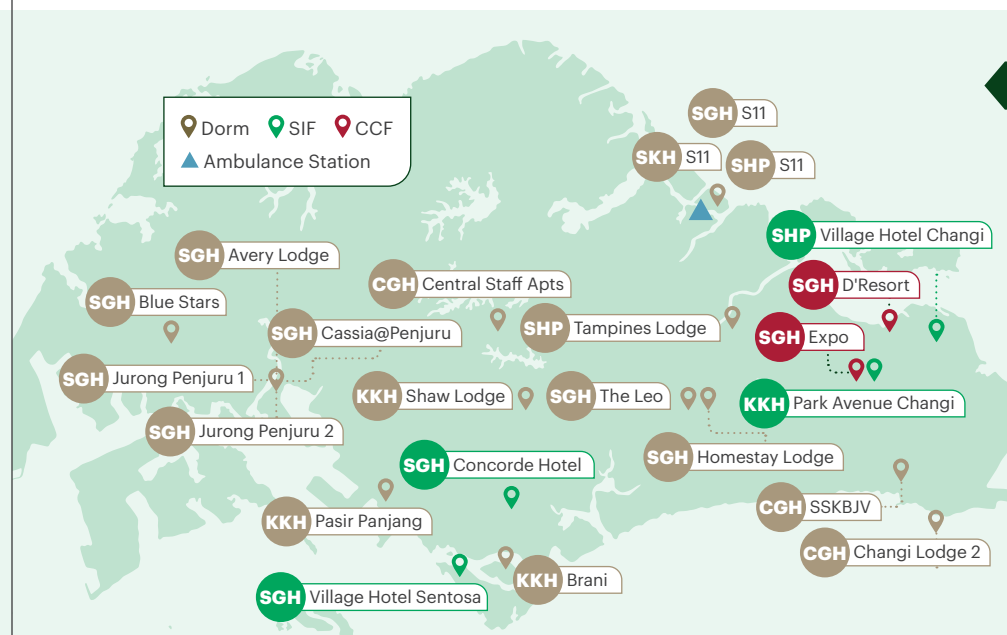 Dorm SIF CCF
Ambulance Station
SGH S11
SKH S11
SHP S11
SHP Village Hotel Changi
SGH Avery Lodge
CGH Central Staff Apts
SGH D'Resort
SGH Blue Stars
SGH Cassia@Penjuru
SHP Tampines Lodge
SGH Expo
SGH Jurong Penjuru 1
KKH Shaw Lodge
SGH The Leo
KKH Park Avenue Changi
SGH Jurong Penjuru 2
SGH Homestay Lodge
SGH Concorde Hotel
CGH SSKBJV
KKH Pasir Panjang
CGH Changi Lodge 2
KKH Brani
SGH Village Hotel Sentosa